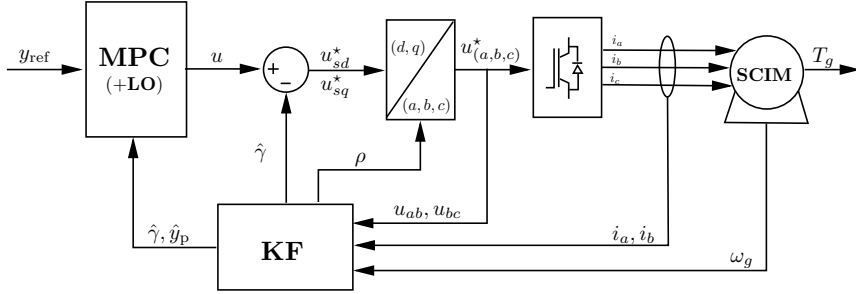 y_ref
MPC
(+LO)
u
−
u*_sd
u*_sq
(d, q)
(a, b, c)
u*_(a,b,c)
i_a
i_b
i_c
SCIM
T_g
γ̂
ρ
u_ab, u_bc
γ̂, ŷ_p
KF
i_a, i_b
ω_g